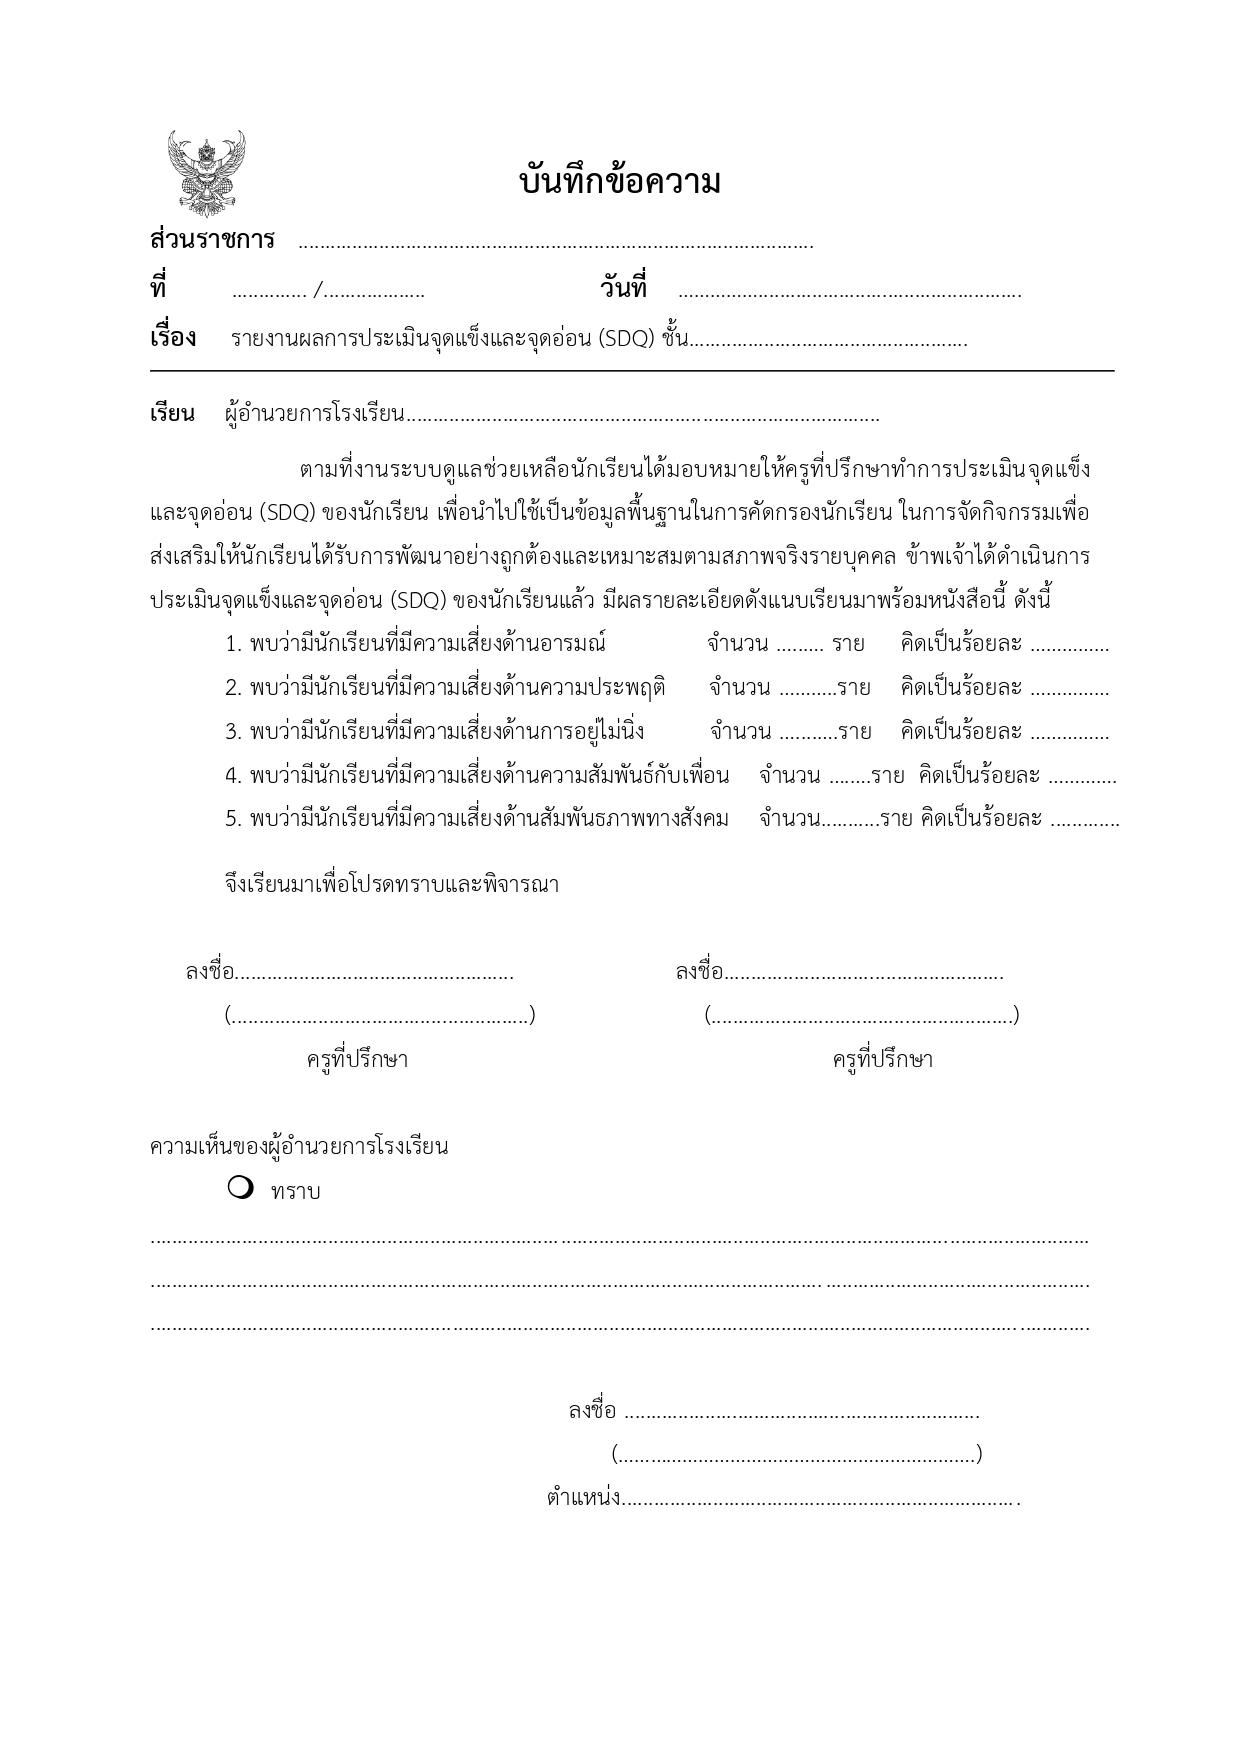 บันทึกข้อความ
ส่วนราชการ ................................................................................................
ที่ .............. /................... วันที่ ................................................................
เรื่อง รายงานผลการประเมินจุดแข็งและจุดอ่อน (SDQ) ชั้น....................................................
เรียน ผู้อำนวยการโรงเรียน........................................................................................
ตามที่งานระบบดูแลช่วยเหลือนักเรียนได้มอบหมายให้ครูที่ปรึกษาทำการประเมินจุดแข็ง
และจุดอ่อน (SDQ) ของนักเรียน เพื่อนำไปใช้เป็นข้อมูลพื้นฐานในการคัดกรองนักเรียน ในการจัดกิจกรรมเพื่อ
ส่งเสริมให้นักเรียนได้รับการพัฒนาอย่างถูกต้องและเหมาะสมตามสภาพจริงรายบุคคล ข้าพเจ้าได้ดำเนินการ
ประเมินจุดแข็งและจุดอ่อน (SDQ) ของนักเรียนแล้ว มีผลรายละเอียดดังแนบเรียนมาพร้อมหนังสือนี้ ดังนี้
1. พบว่ามีนักเรียนที่มีความเสี่ยงด้านอารมณ์ จำนวน ......... ราย คิดเป็นร้อยละ ...............
2. พบว่ามีนักเรียนที่มีความเสี่ยงด้านความประพฤติ จำนวน ...........ราย คิดเป็นร้อยละ ...............
3. พบว่ามีนักเรียนที่มีความเสี่ยงด้านการอยู่ไม่นิ่ง จำนวน ...........ราย คิดเป็นร้อยละ ...............
4. พบว่ามีนักเรียนที่มีความเสี่ยงด้านความสัมพันธ์กับเพื่อน จำนวน ........ราย คิดเป็นร้อยละ .............
5. พบว่ามีนักเรียนที่มีความเสี่ยงด้านสัมพันธภาพทางสังคม จำนวน...........ราย คิดเป็นร้อยละ .............
จึงเรียนมาเพื่อโปรดทราบและพิจารณา
ลงชื่อ.................................................... ลงชื่อ....................................................
(........................................................) (.........................................................)
ครูที่ปรึกษา ครูที่ปรึกษา
ความเห็นของผู้อำนวยการโรงเรียน
❍ ทราบ
................................................................................................................................................................
................................................................................................................................................................
................................................................................................................................................................
ลงชื่อ ..................................................................
(...................................................................)
ตำแหน่ง..........................................................................